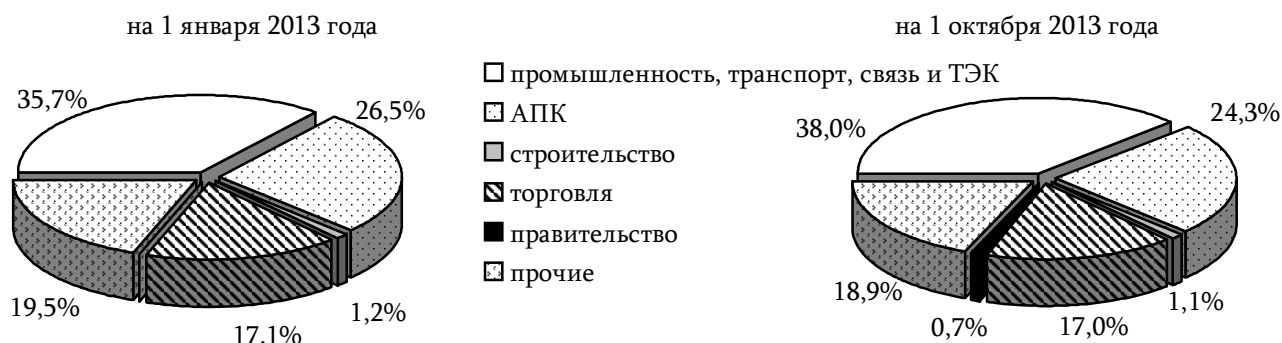 на 1 января 2013 года
35,7%
26,5%
19,5%
17,1%
1,2%
промышленность, транспорт, связь и ТЭК
АПК
строительство
торговля
правительство
прочие
на 1 октября 2013 года
38,0%
24,3%
18,9%
0,7%
17,0%
1,1%